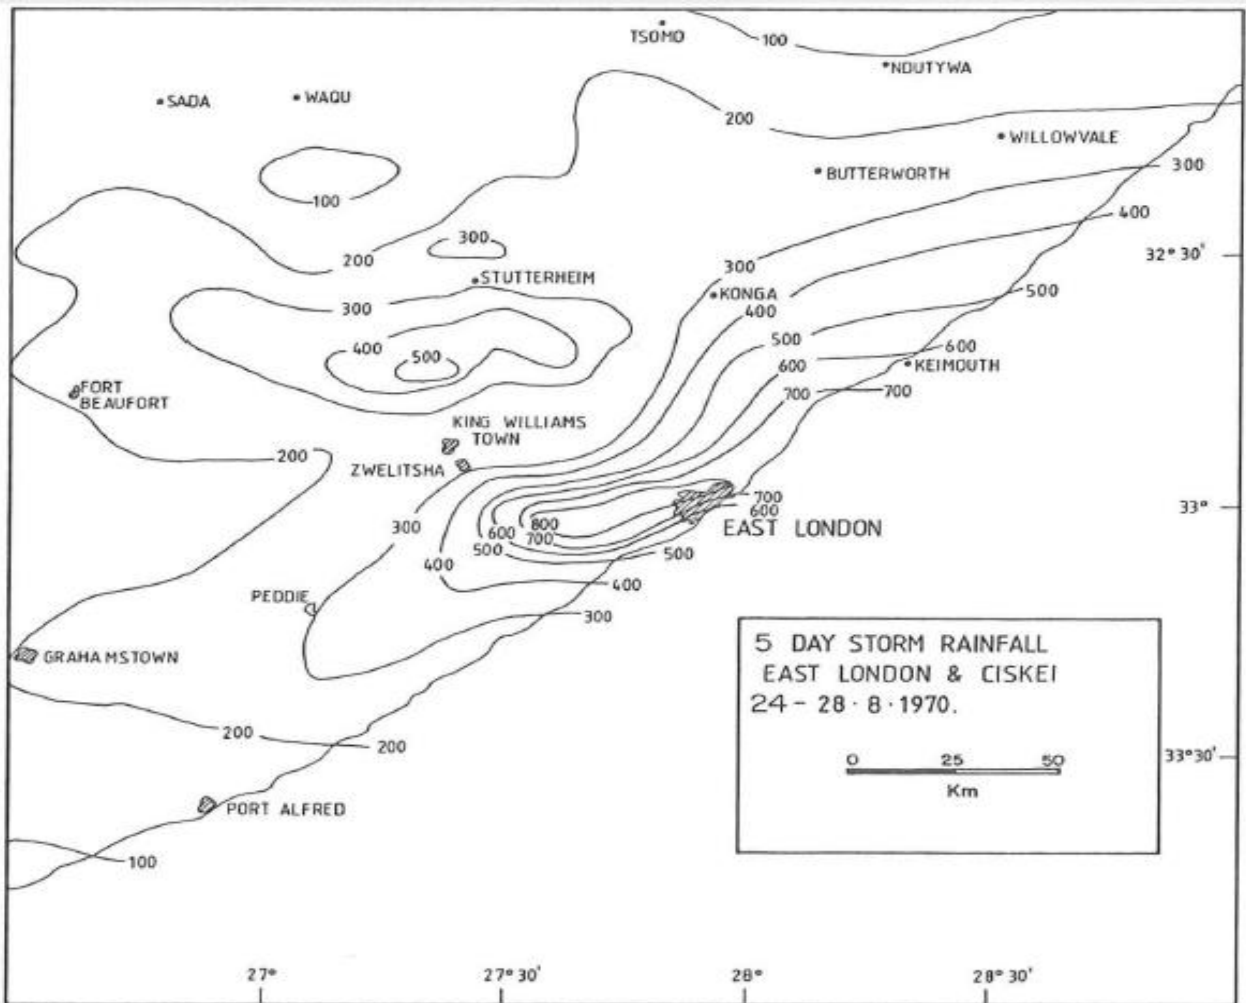 TSOMO
100
NDUTYWA
SADA
WAQU
200
WILLOWVALE
BUTTERWORTH
300
100
400
300
200
32° 30'
300
STUTTERHEIM
KONGA
500
300
400
400
500
600
500
600
KEIMOUTH
FORT
BEAUFORT
700
700
KING WILLIAMS
TOWN
200
ZWELITSHA
700
33°
600
300
800
600
700
EAST LONDON
500
500
400
400
PEDDIE
300
GRAHAMSTOWN
5 DAY STORM RAINFALL
EAST LONDON & CISKEI
24 - 28 · 8 · 1970.
200
200
33° 30'
0 25 50
Km
PORT ALFRED
100
27°
27° 30'
28°
28° 30'